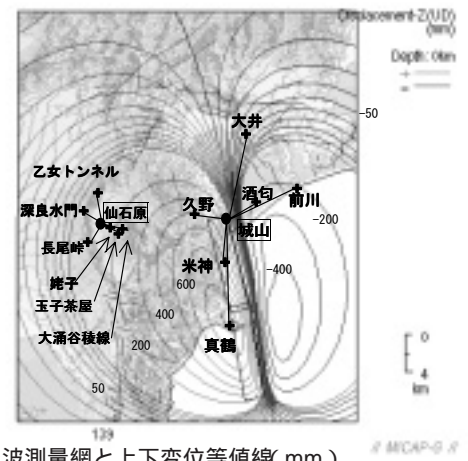 Displacement-Z(UD)
(mm)
Depth: 0km
+
-
-50
大井
乙女トンネル
深良水門
仙石原
久野
酒匂
前川
-200
城山
長尾峠
米神
-400
姥子
600
玉子茶屋
400
真鶴
大涌谷稜線
200
0
4
km
50
139
// MICAP-G //
波測量網と上下変位等値線(mm)